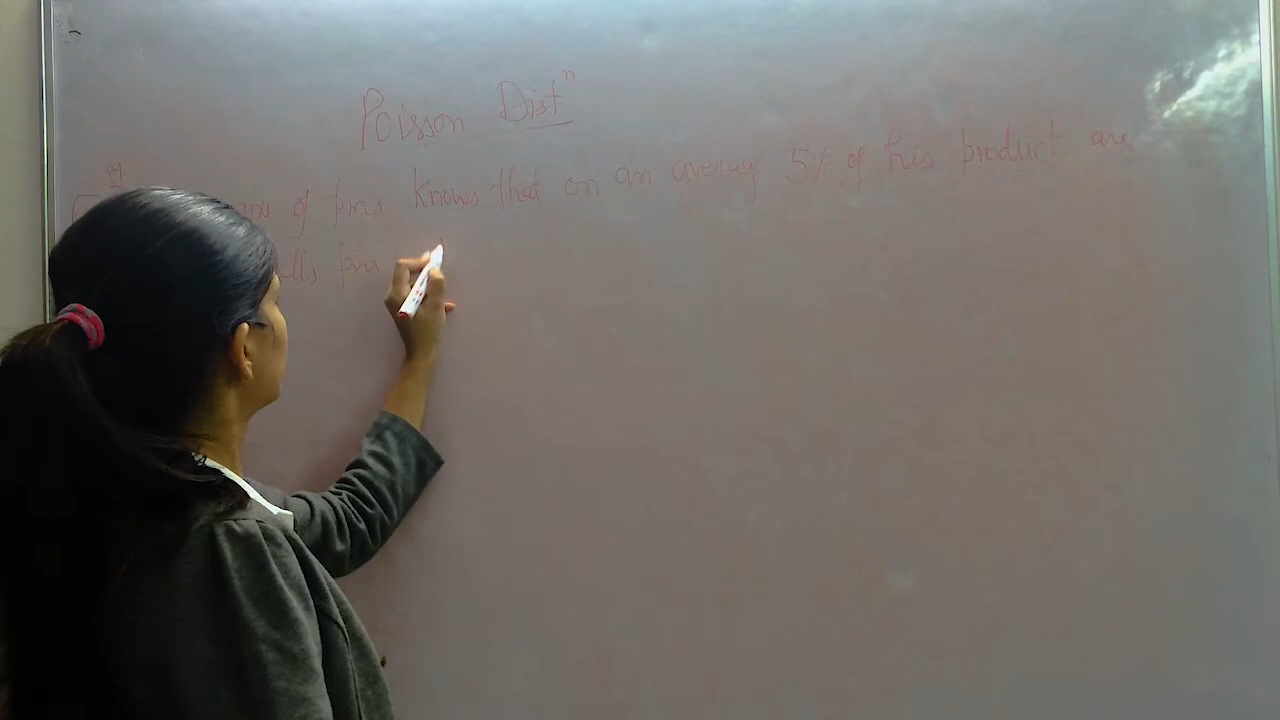 Poisson Distⁿ
of pins knows that on an average 5% of this product are
pins